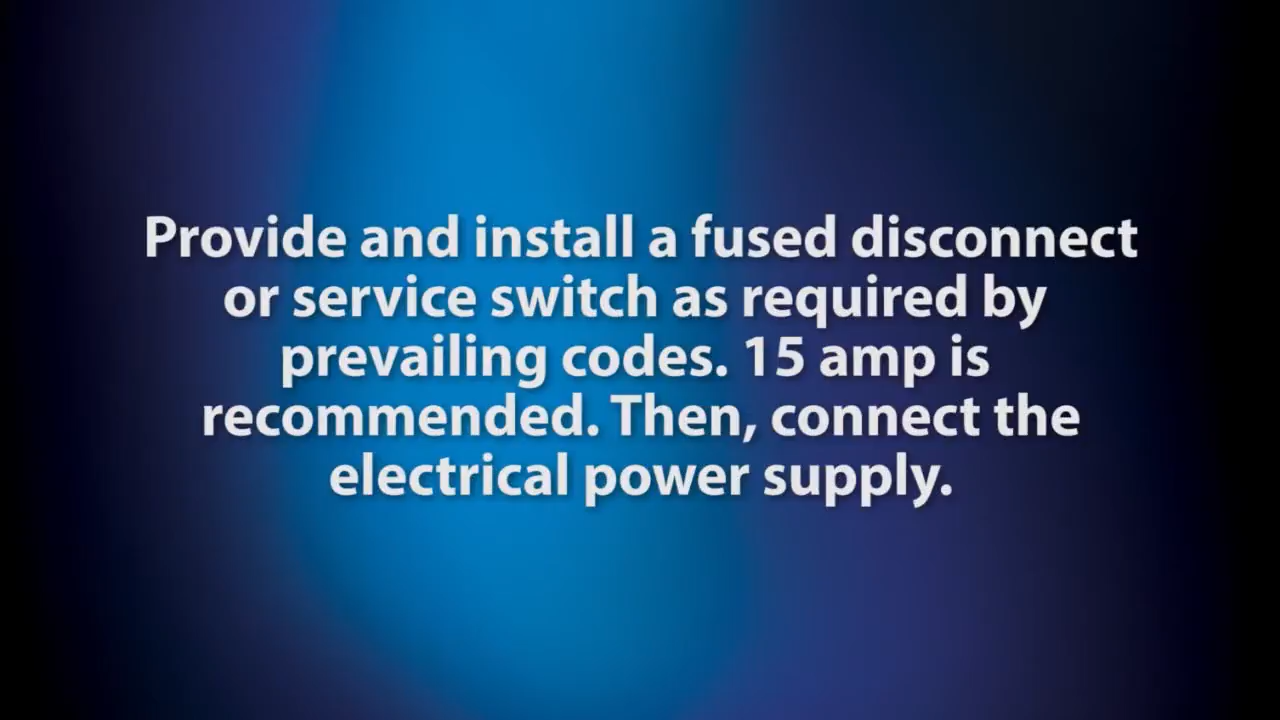 Provide and install a fused disconnect
or service switch as required by
prevailing codes. 15 amp is
recommended. Then, connect the
electrical power supply.